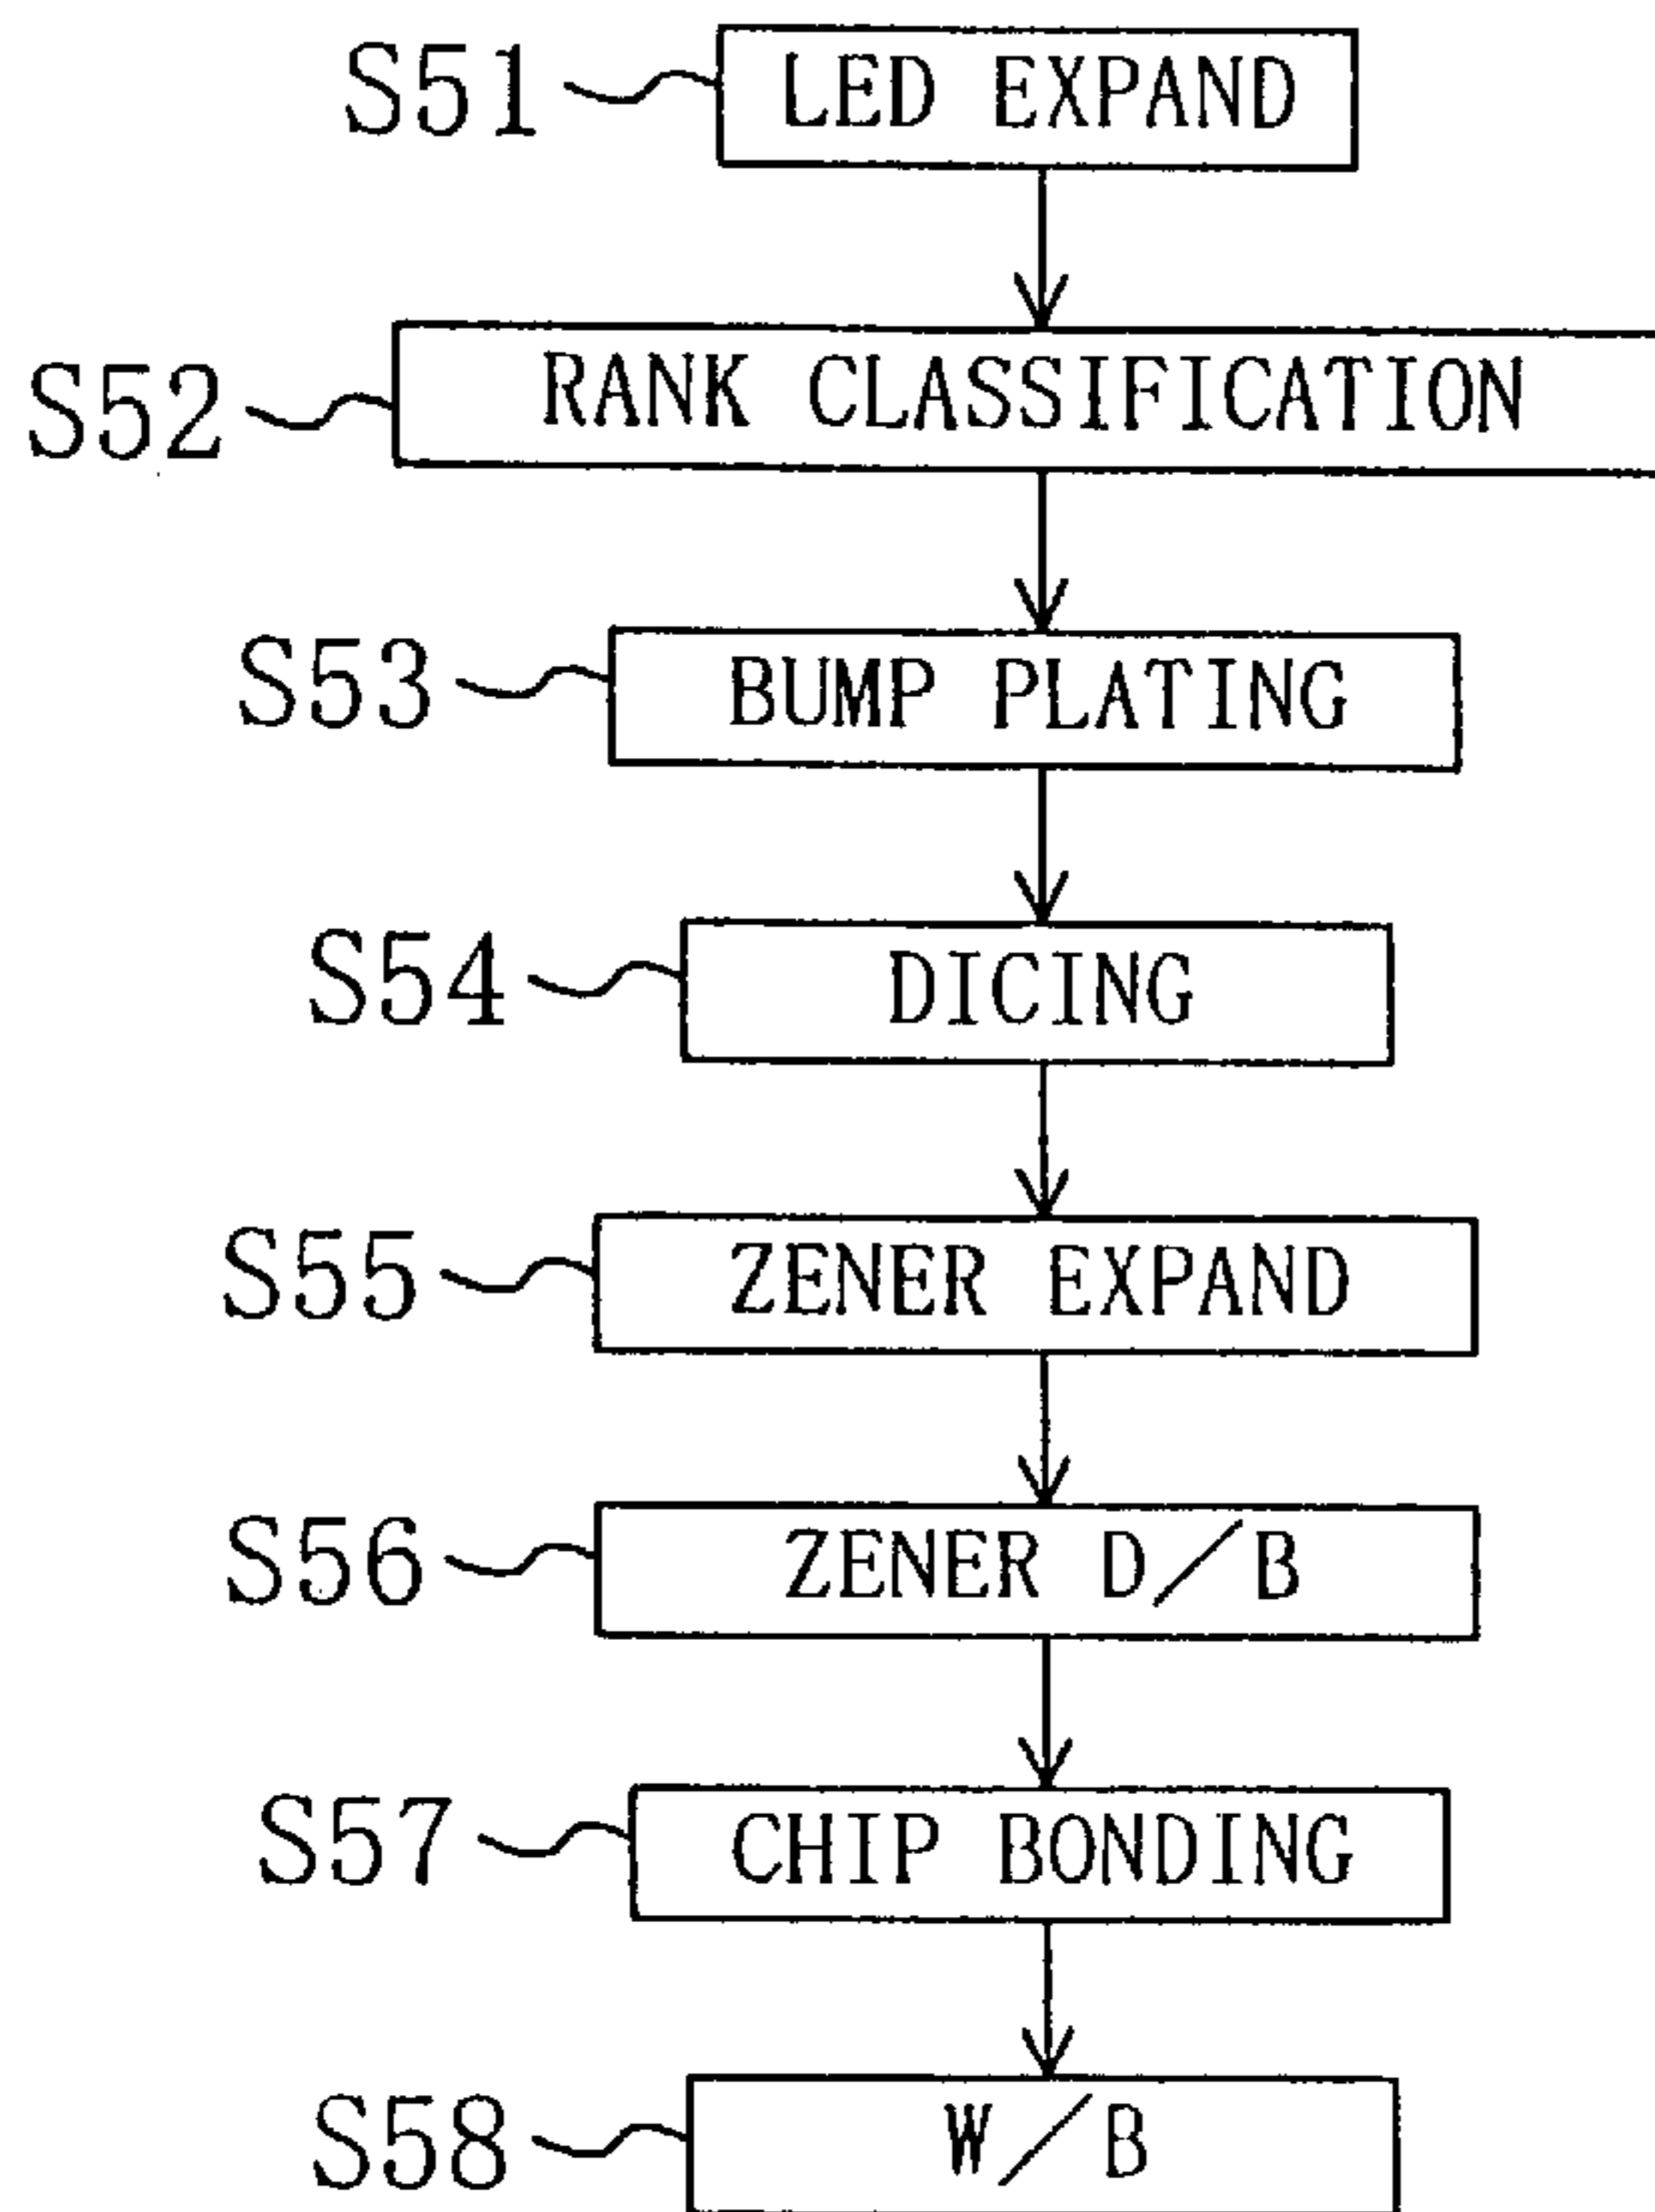 S51 LED EXPAND
S52 RANK CLASSIFICATION
S53 BUMP PLATING
S54 DICING
S55 ZENER EXPAND
S56 ZENER D/B
S57 CHIP BONDING
S58 W/B